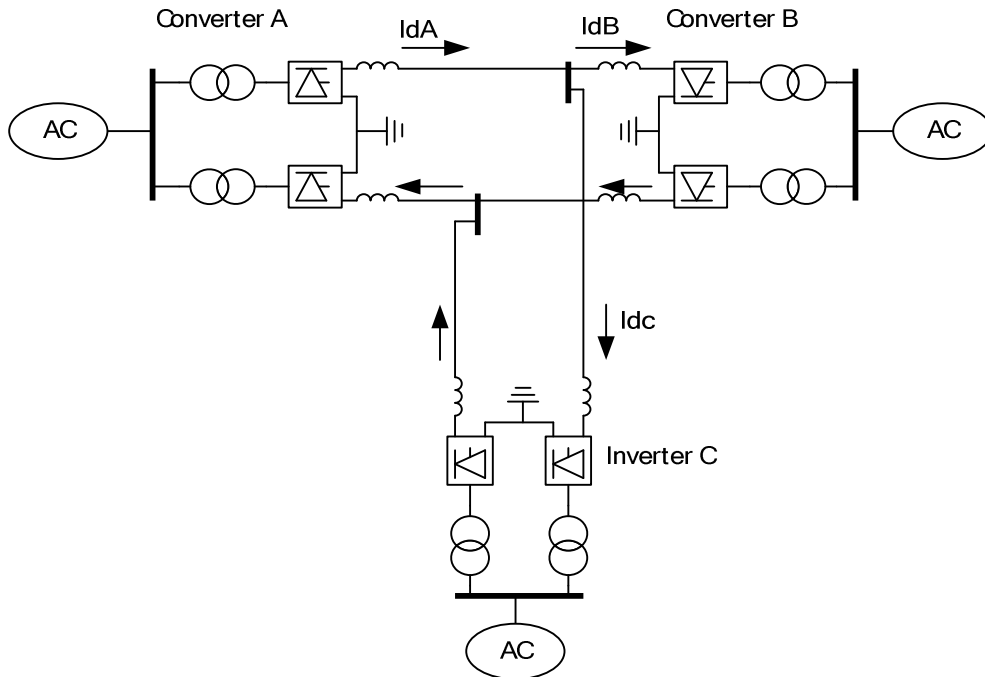 Converter A
Converter B
IdA
IdB
AC
AC
Idc
Inverter C
AC